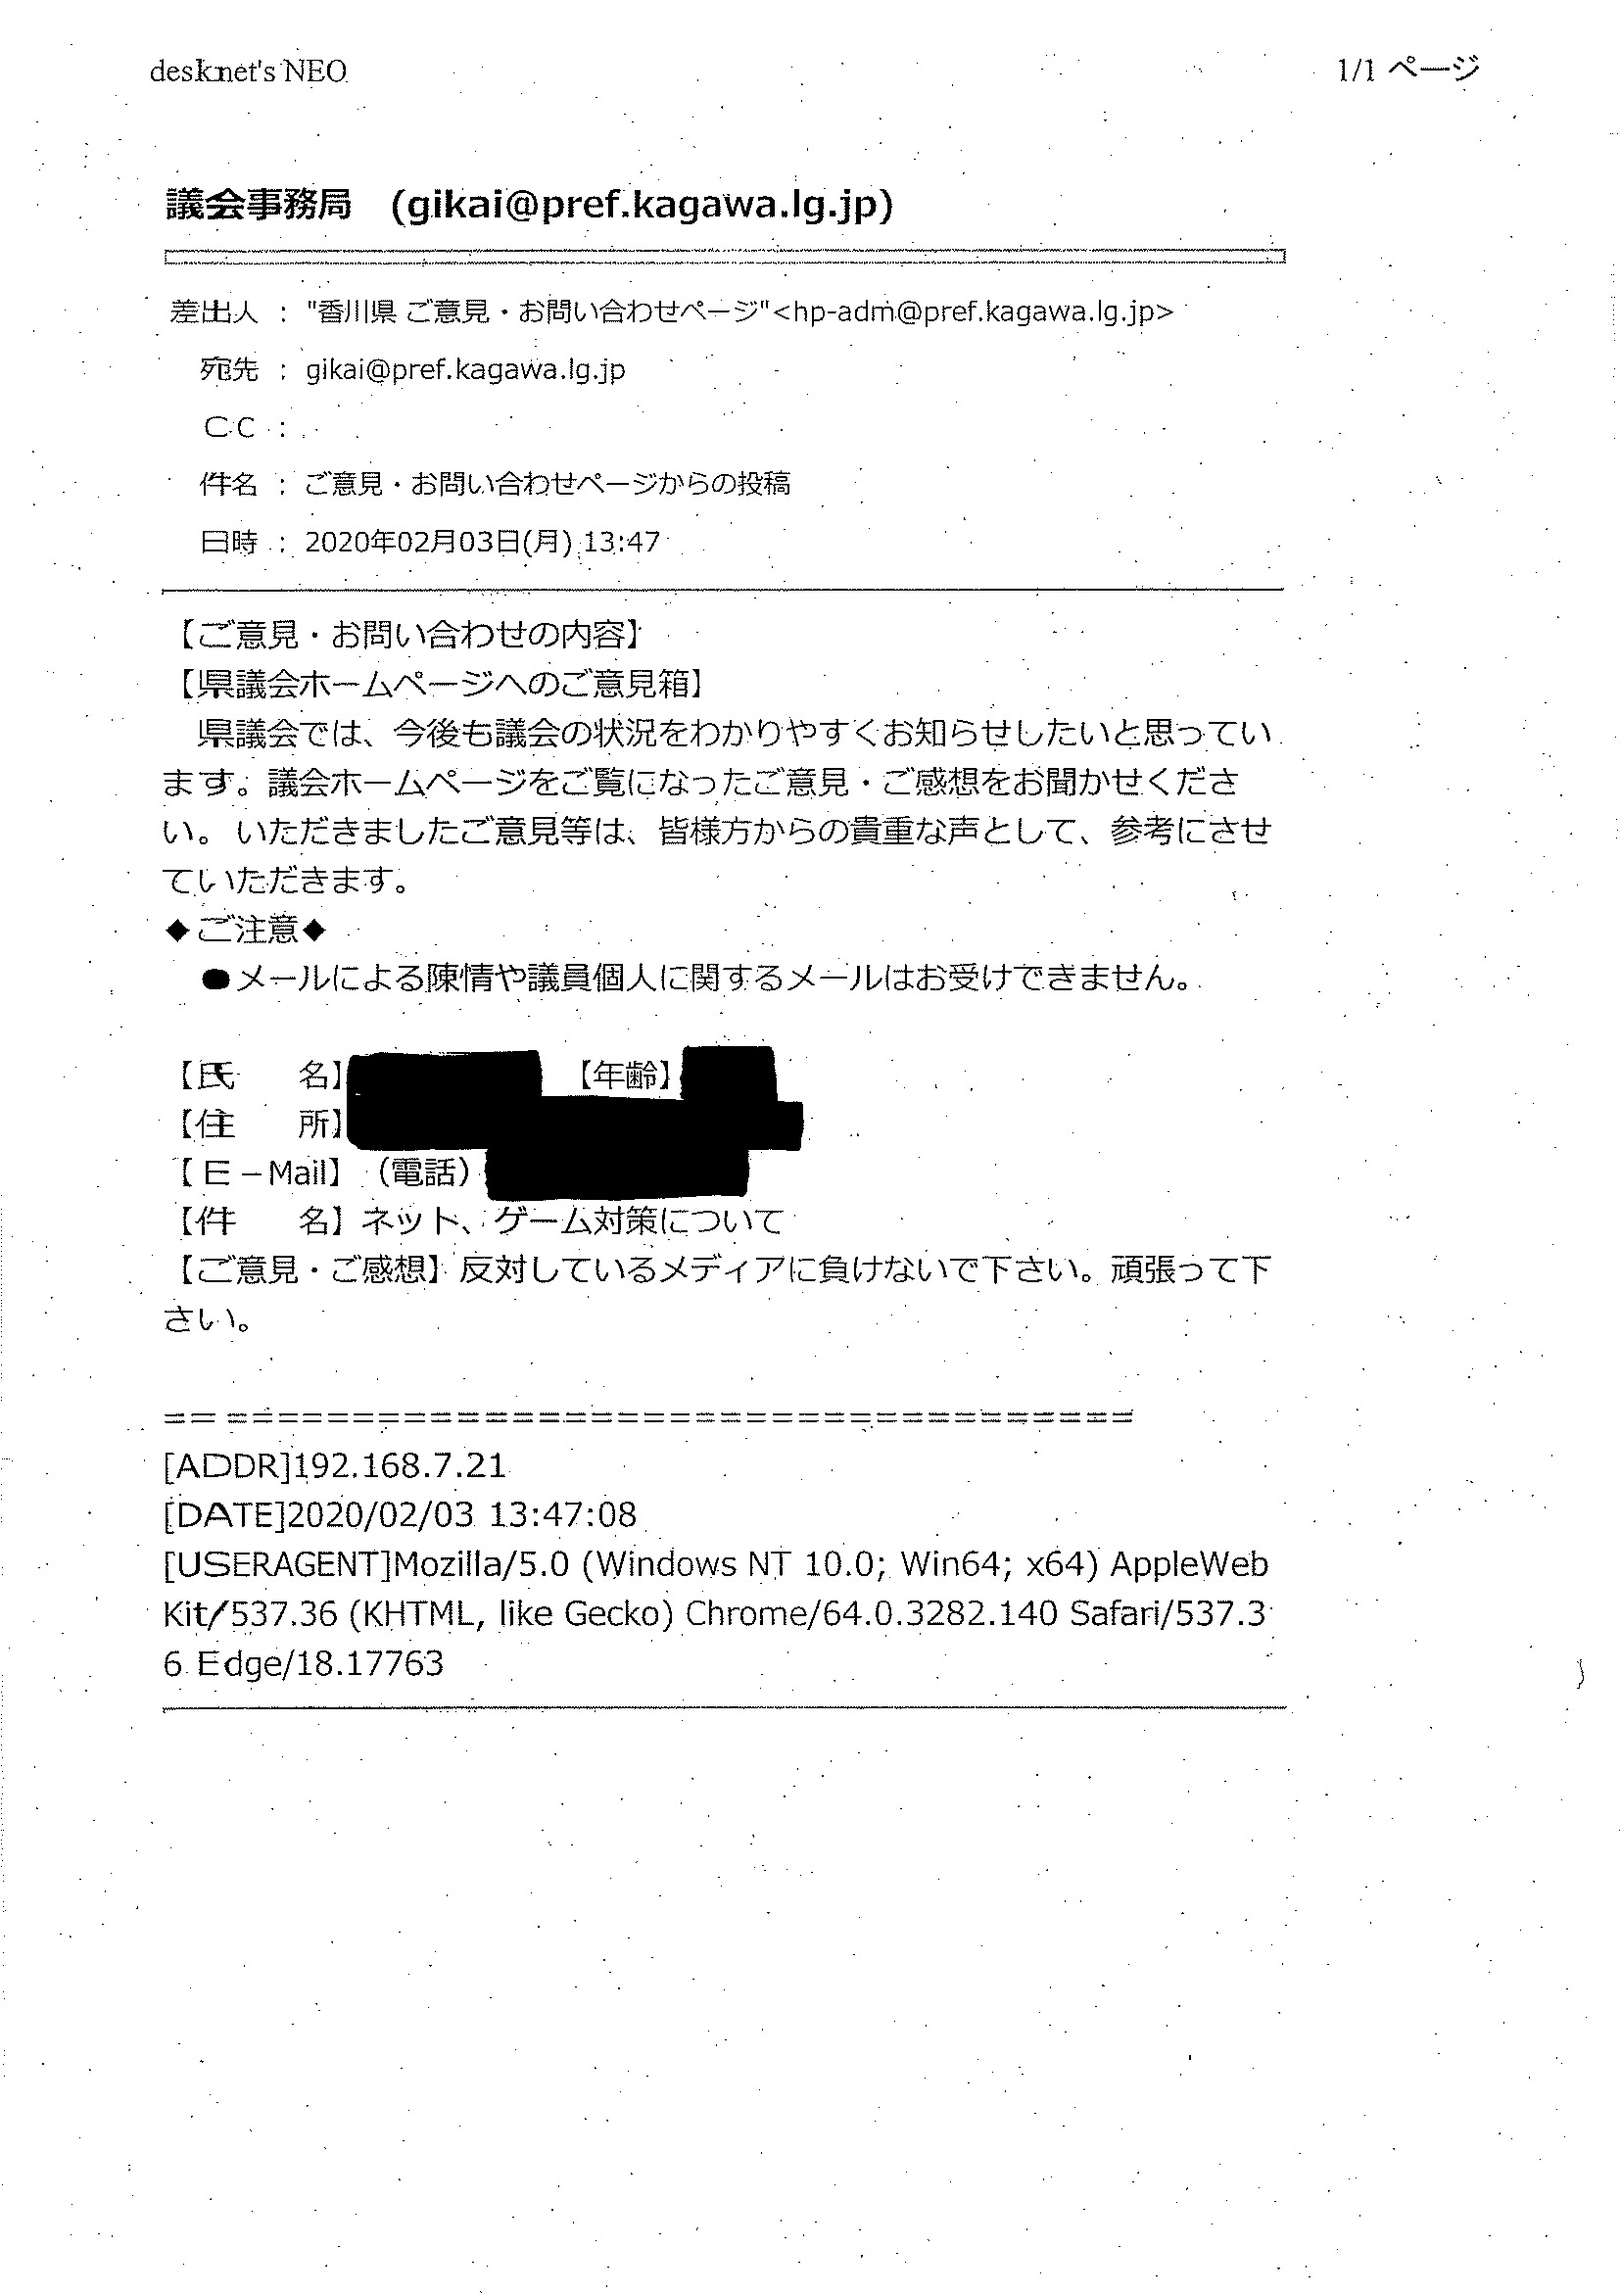 desknet's NEO
1/1 ページ
議会事務局 (gikai@pref.kagawa.lg.jp)
差出人 : "香川県 ご意見・お問い合わせページ"<hp-adm@pref.kagawa.lg.jp>
宛先 : gikai@pref.kagawa.lg.jp
CC :
件名 : ご意見・お問い合わせページからの投稿
日時 : 2020年02月03日(月) 13:47
【ご意見・お問い合わせの内容】
【県議会ホームページへのご意見箱】
県議会では、今後も議会の状況をわかりやすくお知らせしたいと思ってい
ます。議会ホームページをご覧になったご意見・ご感想をお聞かせくださ
い。いただきましたご意見等は、皆様方からの貴重な声として、参考にさせ
ていただきます。
◆ご注意◆
●メールによる陳情や議員個人に関するメールはお受けできません。
【氏　　名】　【年齢】
【住　　所】
【E－Mail】（電話）
【件　　名】ネット、ゲーム対策について
【ご意見・ご感想】反対しているメディアに負けないで下さい。頑張って下
さい。
======================================
[ADDR]192.168.7.21
[DATE]2020/02/03 13:47:08
[USERAGENT]Mozilla/5.0 (Windows NT 10.0; Win64; x64) AppleWeb
Kit/537.36 (KHTML, like Gecko) Chrome/64.0.3282.140 Safari/537.3
6 Edge/18.17763